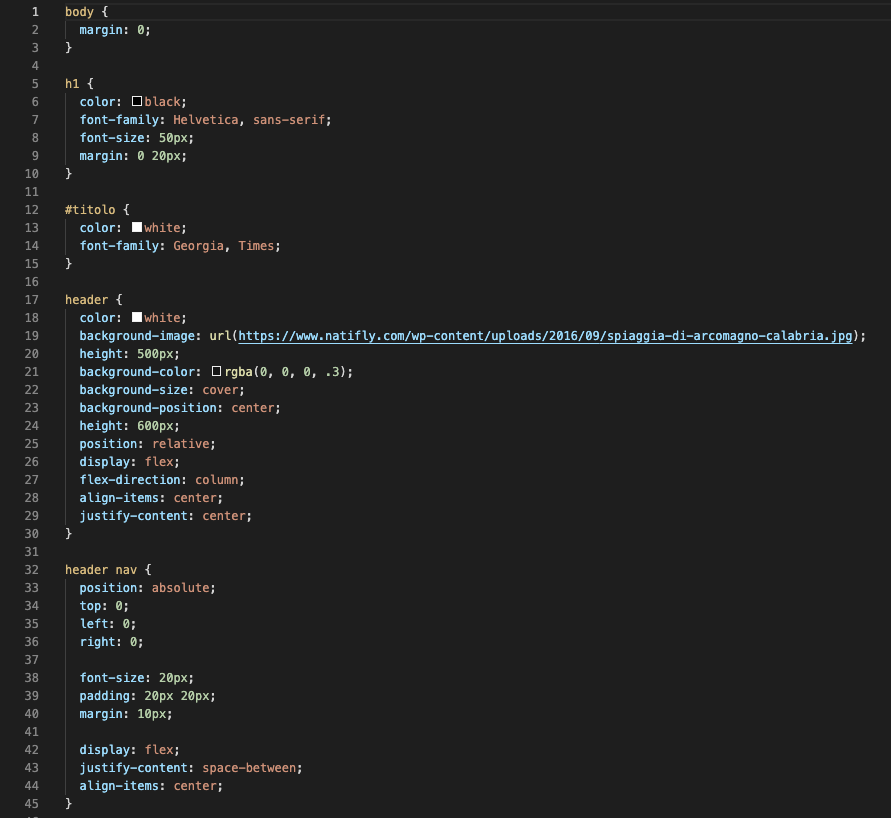 1 body {
2 margin: 0;
3 }
4
5 h1 {
6 color: black;
7 font-family: Helvetica, sans-serif;
8 font-size: 50px;
9 margin: 0 20px;
10 }
11
12 #titolo {
13 color: white;
14 font-family: Georgia, Times;
15 }
16
17 header {
18 color: white;
19 background-image: url(https://www.natifly.com/wp-content/uploads/2016/09/spiaggia-di-arcomagno-calabria.jpg);
20 height: 500px;
21 background-color: rgba(0, 0, 0, .3);
22 background-size: cover;
23 background-position: center;
24 height: 600px;
25 position: relative;
26 display: flex;
27 flex-direction: column;
28 align-items: center;
29 justify-content: center;
30 }
31
32 header nav {
33 position: absolute;
34 top: 0;
35 left: 0;
36 right: 0;
37
38 font-size: 20px;
39 padding: 20px 20px;
40 margin: 10px;
41
42 display: flex;
43 justify-content: space-between;
44 align-items: center;
45 }